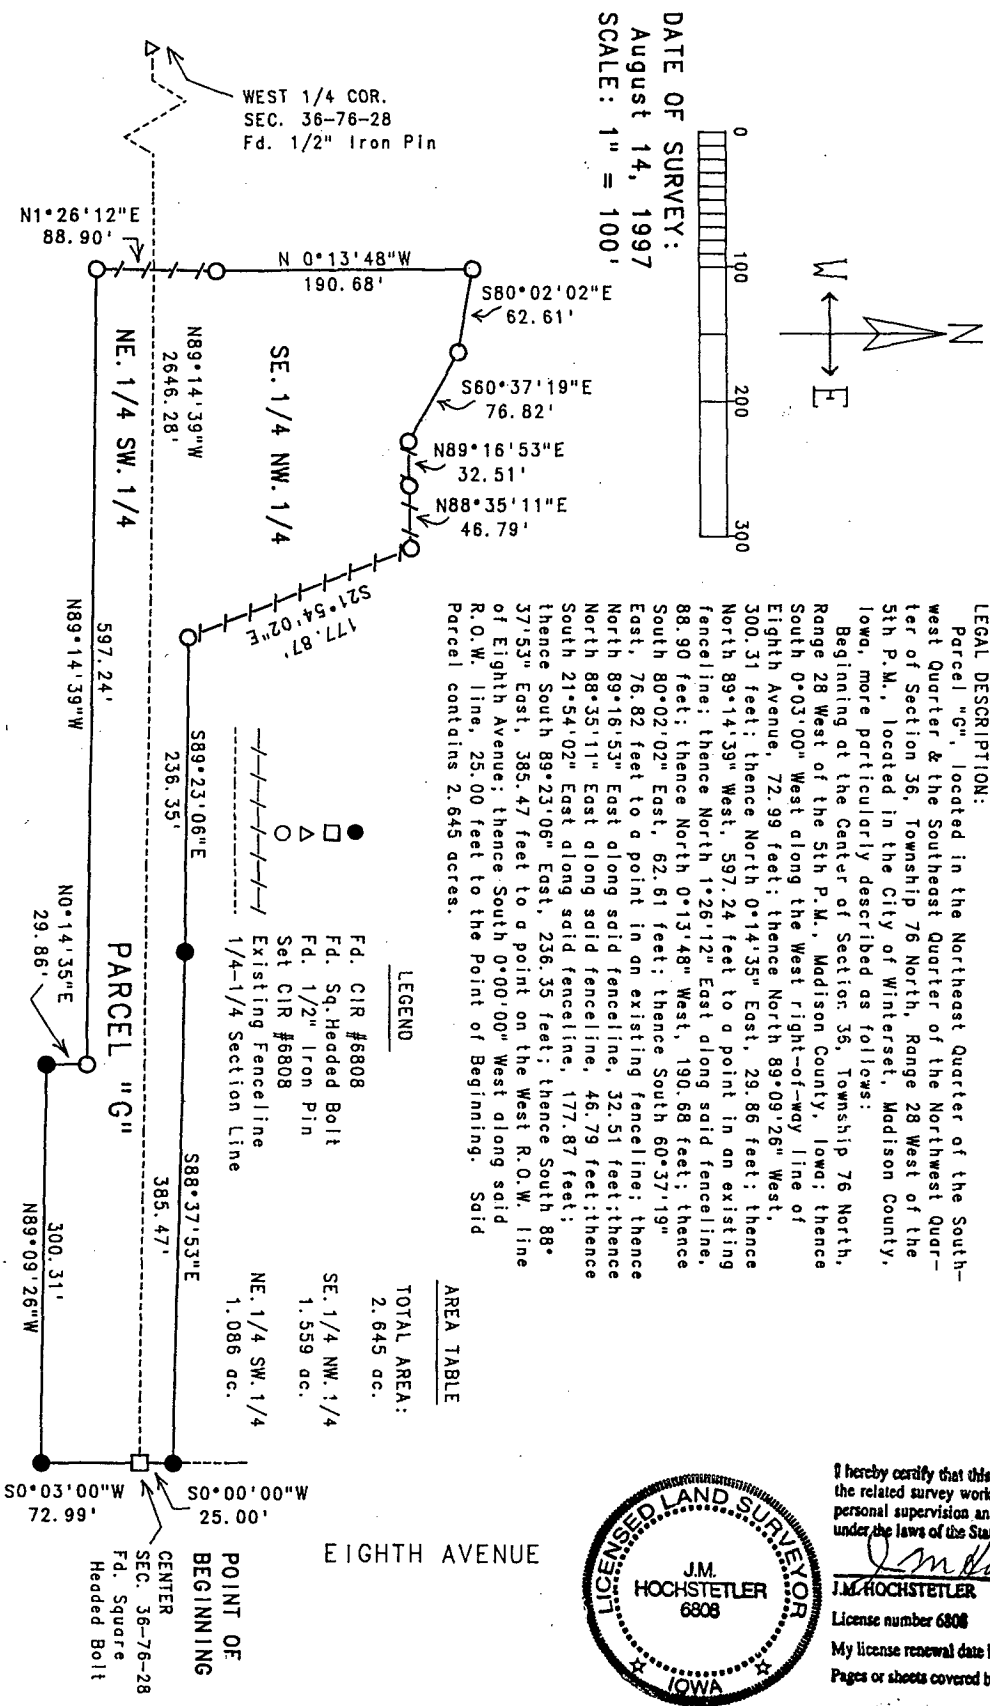 LEGAL DESCRIPTION:
Parcel "G", located in the Northeast Quarter of the South-
west Quarter & the Southeast Quarter of the Northwest Quar-
ter of Section 36, Township 76 North, Range 28 West of the
5th P.M., located in the City of Winterset, Madison County,
Iowa, more particularly described as follows:
Beginning at the Center of Section 36, Township 76 North,
Range 28 West of the 5th P.M., Madison County, Iowa; thence
South 0°03'00" West along the West right-of-way line of
Eighth Avenue, 72.99 feet; thence North 89°09'26" West,
300.31 feet; thence North 0°14'35" East, 29.86 feet; thence
North 89°14'39" West, 597.24 feet to a point in an existing
fenceline; thence North 1°26'12" East along said fenceline,
88.90 feet; thence North 0°13'48" West, 190.68 feet; thence
South 80°02'02" East, 62.61 feet; thence South 60°37'19"
East, 76.82 feet to a point in an existing fenceline; thence
North 89°16'53" East along said fenceline, 32.51 feet;thence
North 88°35'11" East along said fenceline, 46.79 feet;thence
South 21°54'02" East along said fenceline, 177.87 feet;
thence South 89°23'06" East, 236.35 feet; thence South 88°
37'53" East, 385.47 feet to a point on the West R.O.W. line
of Eighth Avenue; thence South 0°00'00" West along said
R.O.W. line, 25.00 feet to the Point of Beginning. Said
Parcel contains 2.645 acres.
N
W
E
0
100
200
300
DATE OF SURVEY:
August 14, 1997
SCALE: 1" = 100'
WEST 1/4 COR.
SEC. 36-76-28
Fd. 1/2" Iron Pin
N1°26'12"E
88.90'
N 0°13'48"W
190.68'
S80°02'02"E
62.61'
S60°37'19"E
76.82'
N89°16'53"E
32.51'
N88°35'11"E
46.79'
S21°54'02"E
177.87'
SE. 1/4 NW. 1/4
N89°14'39"W
2646.28'
NE. 1/4 SW. 1/4
597.24'
N89°14'39"W
S89°23'06"E
236.35'
N0°14'35"E
29.86'
PARCEL "G"
S88°37'53"E
385.47'
300.31'
N89°09'26"W
S0°03'00"W
72.99'
S0°00'00"W
25.00'
LEGEND
Fd. CIR #6808
Fd. Sq.Headed Bolt
Fd. 1/2" Iron Pin
Set CIR #6808
Existing Fenceline
1/4-1/4 Section Line
AREA TABLE
TOTAL AREA:
2.645 ac.
SE. 1/4 NW. 1/4
1.559 ac.
NE. 1/4 SW. 1/4
1.086 ac.
POINT OF
BEGINNING
CENTER
SEC. 36-76-28
Fd. Square
Headed Bolt
EIGHTH AVENUE
LICENSED LAND SURVEYOR
J.M.
HOCHSTETLER
6808
IOWA
I hereby certify that this
the related survey work
personal supervision an
under the laws of the Sta
J.M. HOCHSTETLER
License number 6808
My license renewal date
Pages or sheets covered b